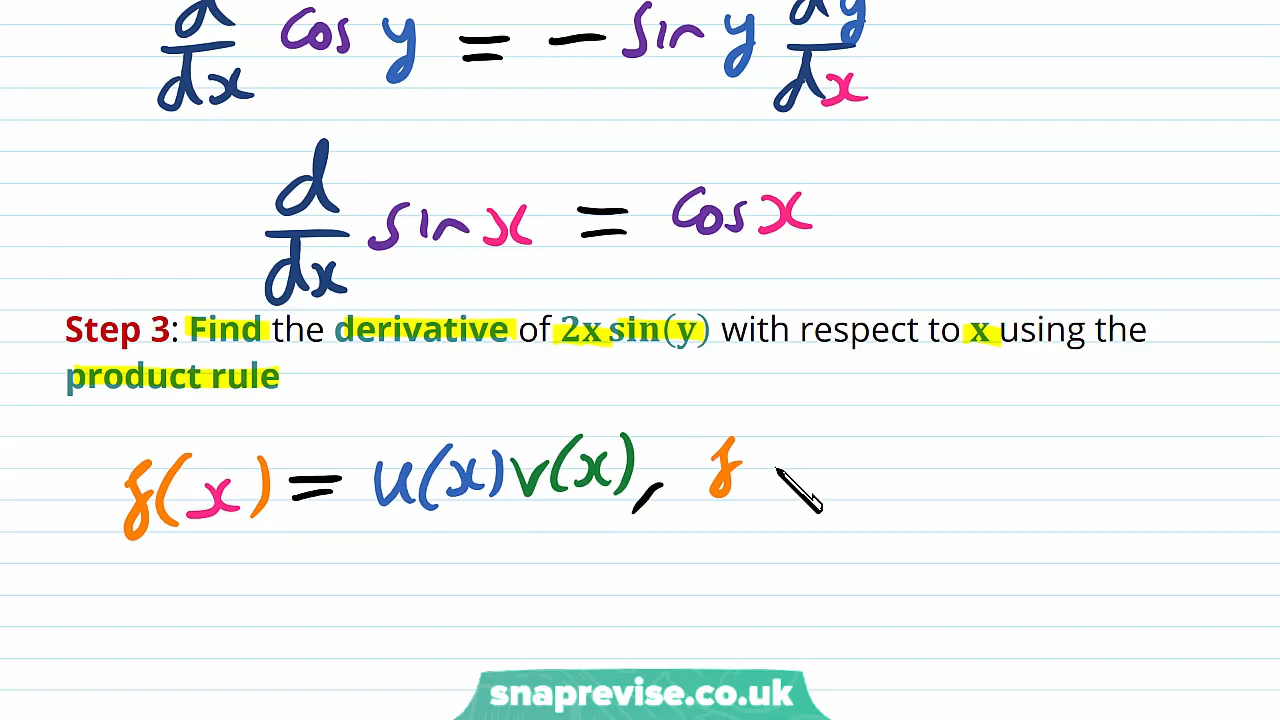 d/dx cos y = - sin y dy/dx
d/dx sin x = cos x
Step 3: Find the derivative of 2x sin(y) with respect to x using the
product rule
f(x) = u(x)v(x), f
snaprevise.co.uk